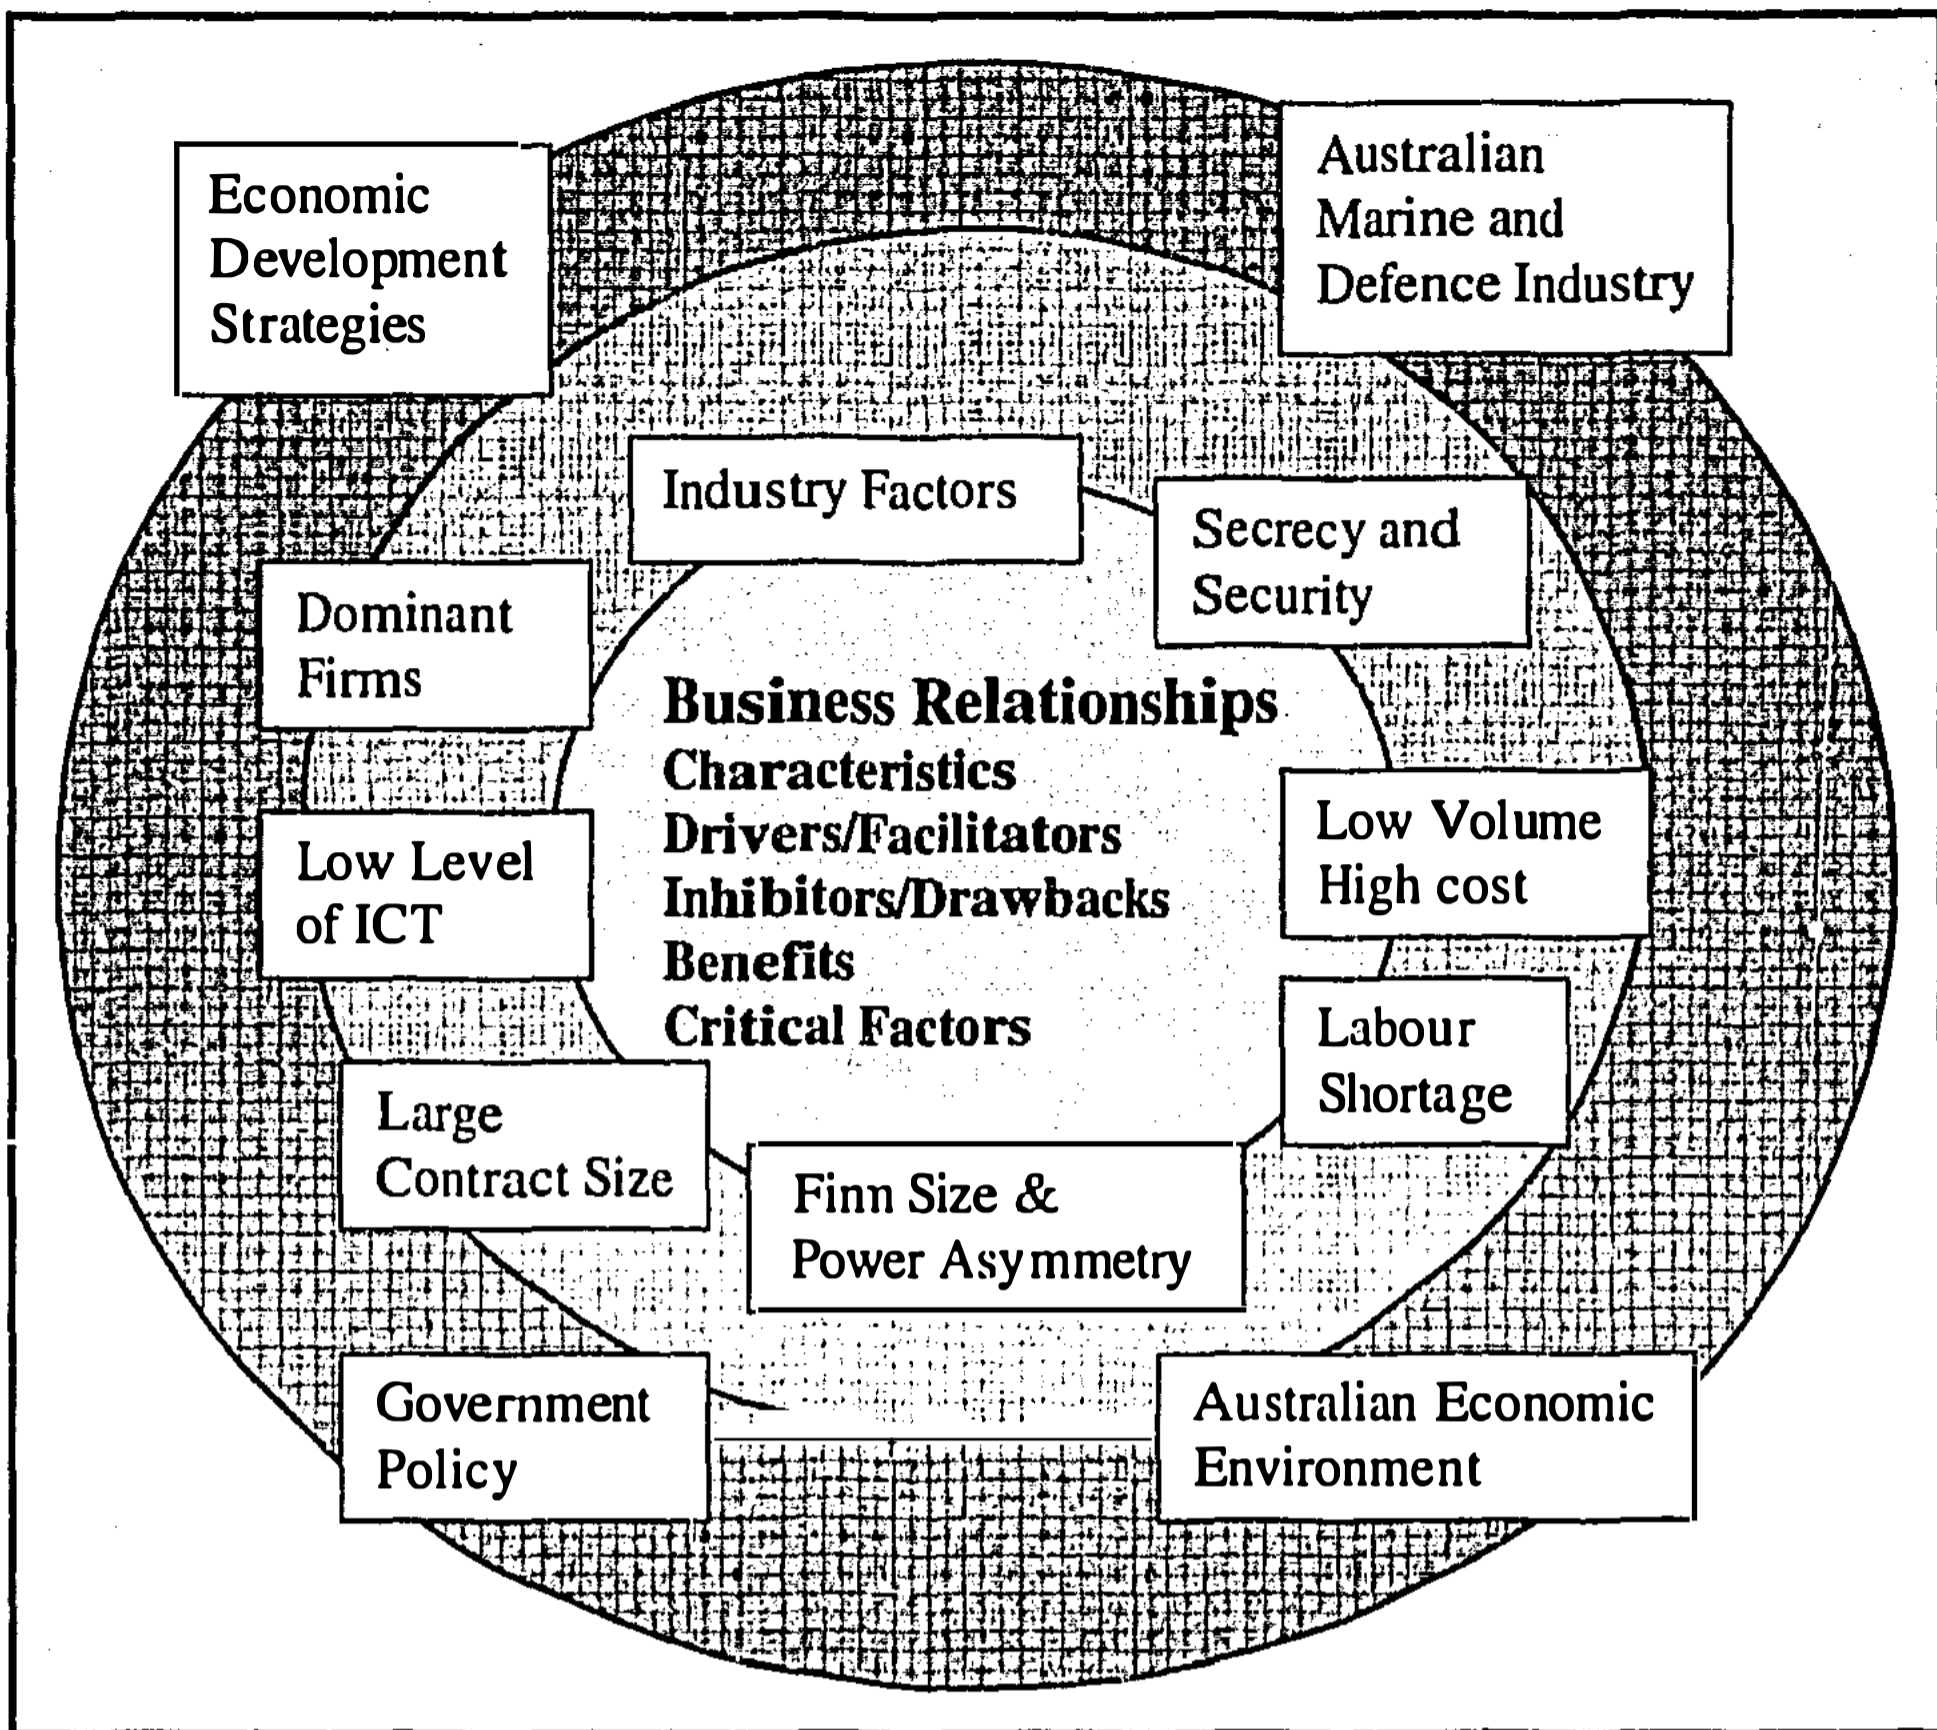 Economic
Development
Strategies
Australian
Marine and
Defence Industry
Industry Factors
Secrecy and
Security
Dominant
Firms
Business Relationships
Characteristics
Drivers/Facilitators
Inhibitors/Drawbacks
Benefits
Critical Factors
Low Level
of ICT
Low Volume
High cost
Labour
Shortage
Large
Contract Size
Finn Size &
Power Asymmetry
Government
Policy
Australian Economic
Environment